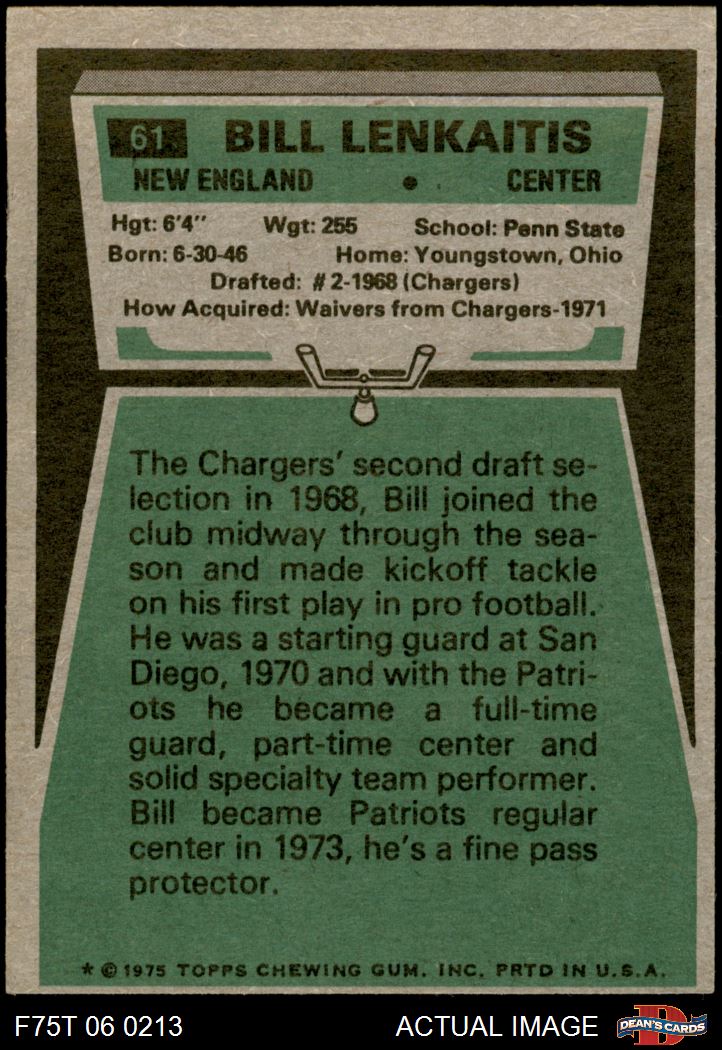 61 BILL LENKAITIS
NEW ENGLAND • CENTER
Hgt: 6'4" Wgt: 255 School: Penn State
Born: 6-30-46 Home: Youngstown, Ohio
Drafted: #2-1968 (Chargers)
How Acquired: Waivers from Chargers-1971
The Chargers' second draft se-
lection in 1968, Bill joined the
club midway through the sea-
son and made kickoff tackle
on his first play in pro football.
He was a starting guard at San
Diego, 1970 and with the Patri-
ots he became a full-time
guard, part-time center and
solid specialty team performer.
Bill became Patriots regular
center in 1973, he's a fine pass
protector.
* © 1975 TOPPS CHEWING GUM, INC. PRTD IN U.S.A.
F75T 06 0213 ACTUAL IMAGE D DEAN'S CARDS